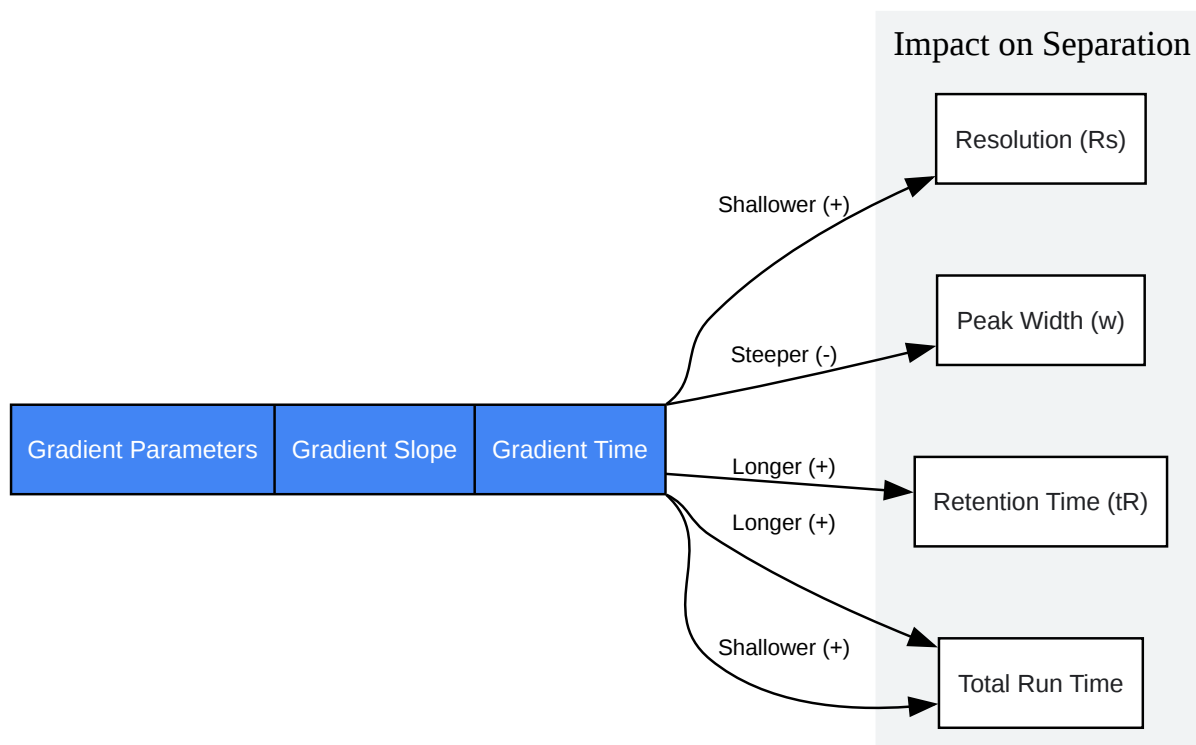 Impact on Separation
Resolution (Rs)
Shallower (+)
Peak Width (w)
Steeper (-)
Gradient Parameters
Gradient Slope
Gradient Time
Longer (+)
Retention Time (tR)
Longer (+)
Shallower (+)
Total Run Time